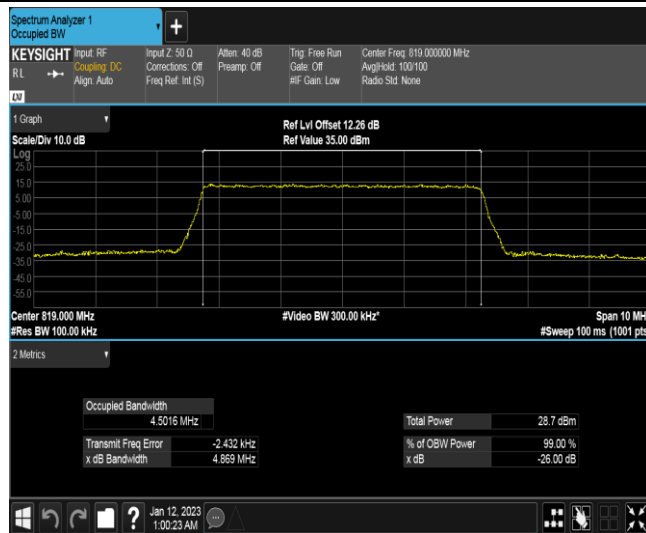 Spectrum Analyzer 1
Occupied BW
+
KEYSIGHT
RL
Input: RF
Coupling: DC
Align: Auto
Input Z: 50 Ω
Corrections: Off
Freq Ref: Int (S)
Atten: 40 dB
Preamp: Off
Trig: Free Run
Gate: Off
#IF Gain: Low
Center Freq: 819.000000 MHz
Avg|Hold: 100/100
Radio Std: None
1 Graph
Scale/Div 10.0 dB
Ref Lvl Offset 12.26 dB
Ref Value 35.00 dBm
Log
25.0
15.0
5.00
-5.00
-15.0
-25.0
-35.0
-45.0
-55.0
Center 819.000 MHz
#Video BW 300.00 kHz*
Span 10 MH
#Res BW 100.00 kHz
#Sweep 100 ms (1001 pts
2 Metrics
Occupied Bandwidth
4.5016 MHz
Total Power 28.7 dBm
Transmit Freq Error -2.432 kHz
% of OBW Power 99.00 %
x dB Bandwidth 4.869 MHz
x dB -26.00 dB
?
Jan 12, 2023
1:00:23 AM